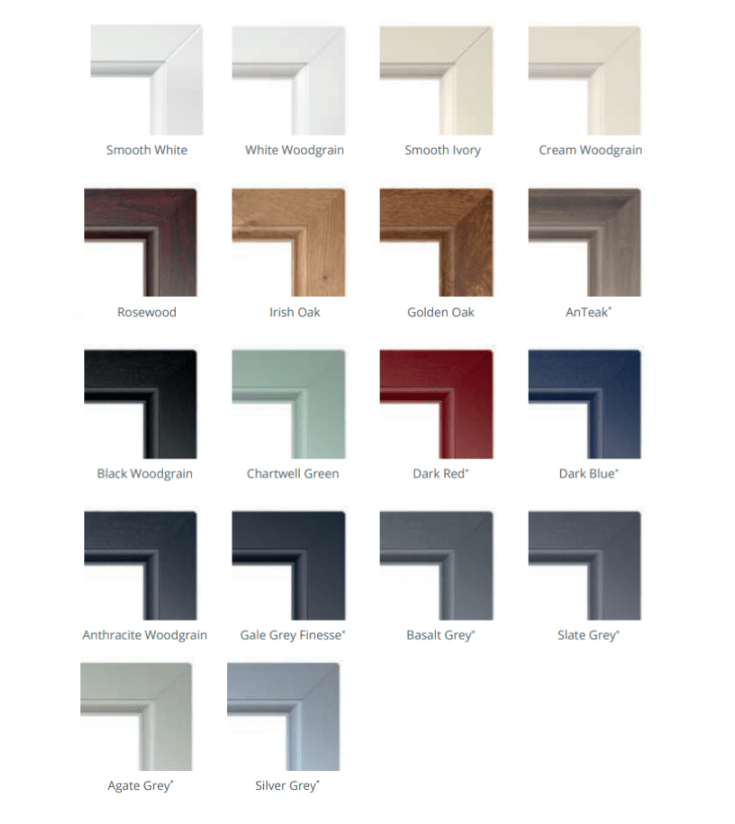 Smooth White
White Woodgrain
Smooth Ivory
Cream Woodgrain
Rosewood
Irish Oak
Golden Oak
AnTeak*
Black Woodgrain
Chartwell Green
Dark Red*
Dark Blue*
Anthracite Woodgrain
Gale Grey Finesse*
Basalt Grey*
Slate Grey*
Agate Grey*
Silver Grey*